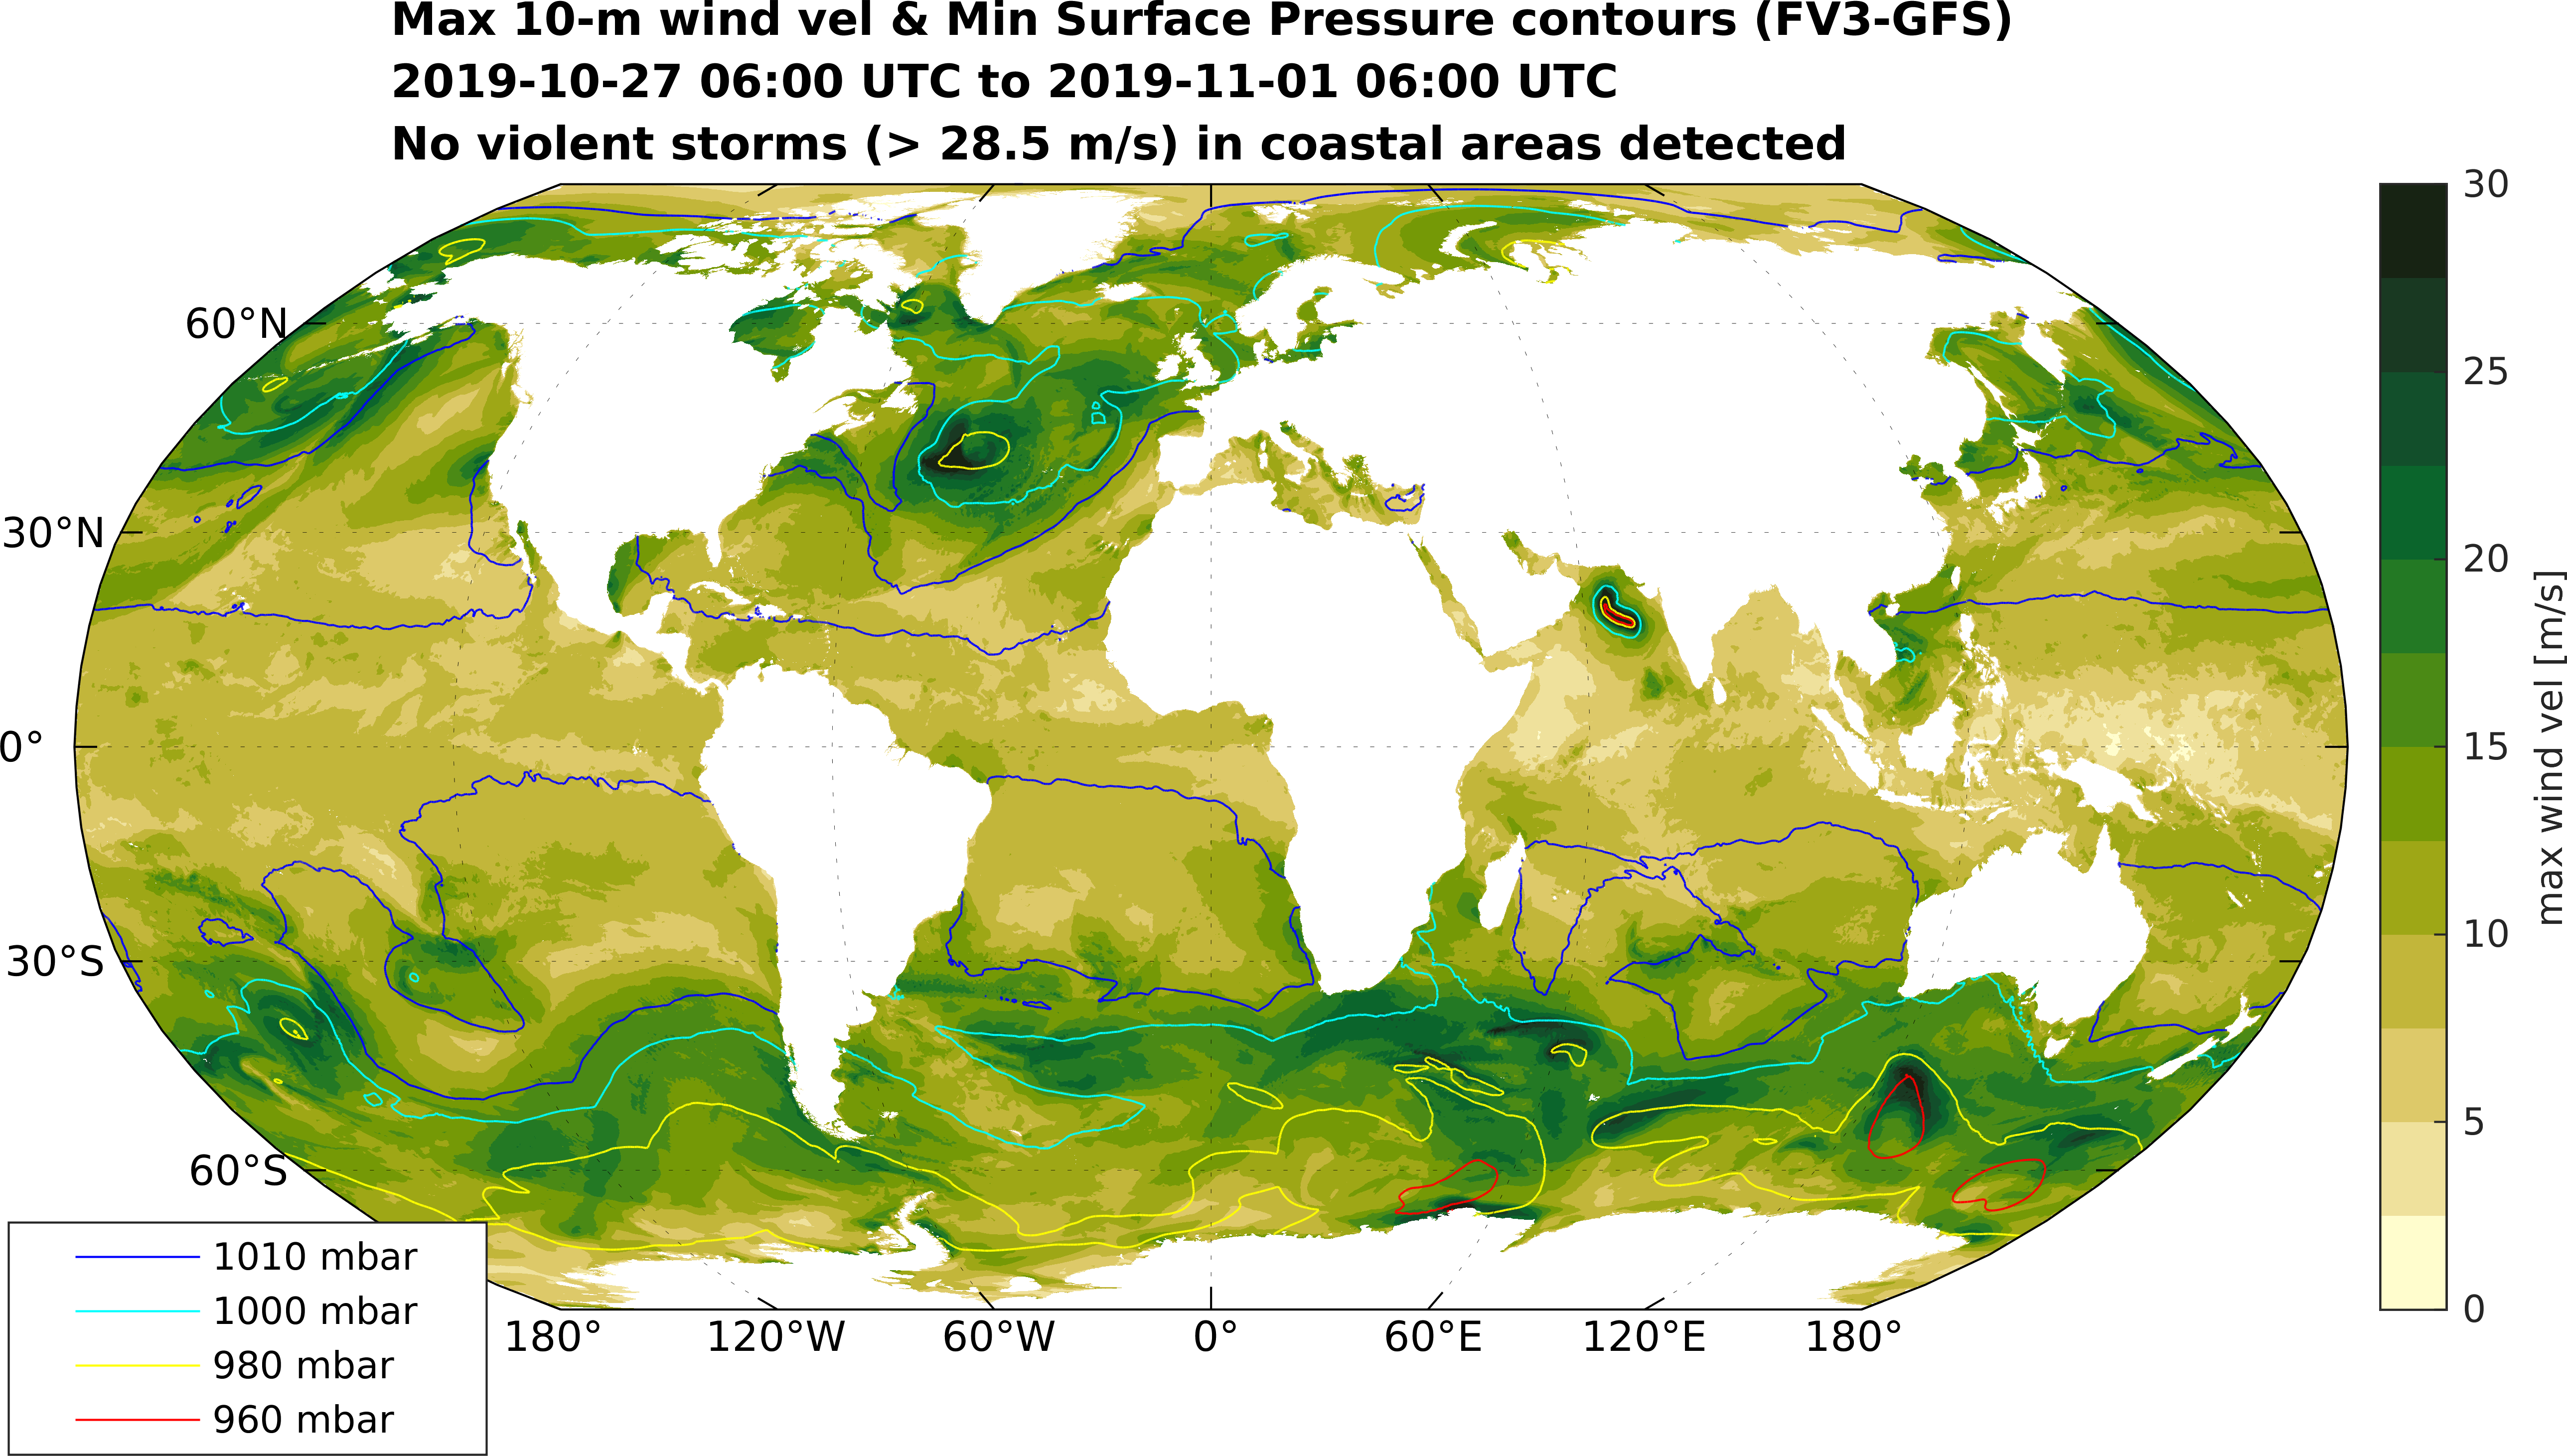 Max 10-m wind vel & Min Surface Pressure contours (FV3-GFS)
2019-10-27 06:00 UTC to 2019-11-01 06:00 UTC
No violent storms (> 28.5 m/s) in coastal areas detected
60°N
30°N
0°
30°S
60°S
180°
120°W
60°W
0°
60°E
120°E
180°
1010 mbar
1000 mbar
980 mbar
960 mbar
30
25
20
15
10
5
0
max wind vel [m/s]